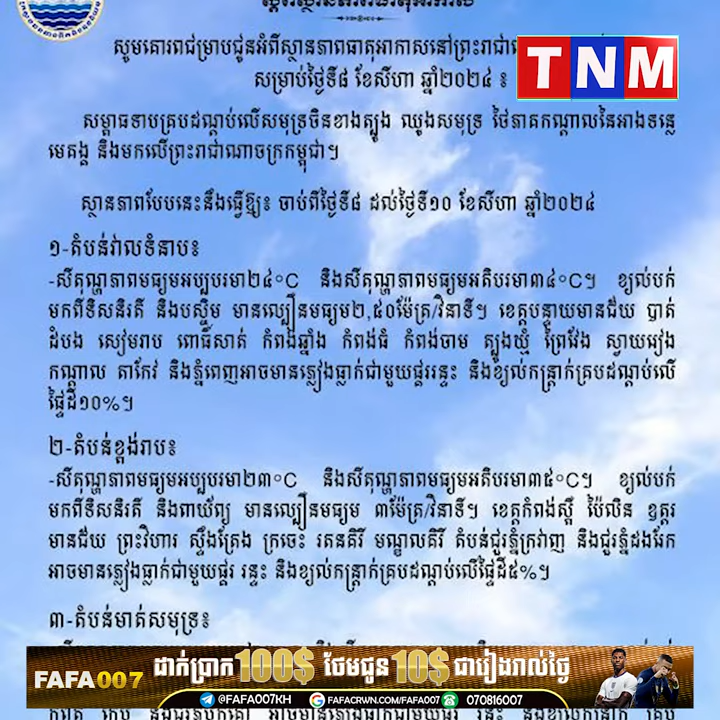 សូមគោរពជម្រាបជូនអំពីស្ថានភាពធាតុអាកាសនៅព្រះរាជា
TNM
សម្រាប់ថ្ងៃទី៨ ខែសីហា ឆ្នាំ២០២៤ ៖
សម្ពាធទាបគ្របដណ្តប់លើសមុទ្រចិនខាងត្បូង ឈូងសមុទ្រ ថៃភាគកណ្តាលនៃអាងទន្លេ
មេគង្គ និងមកលើព្រះរាជាណាចក្រកម្ពុជា។
ស្ថានភាពបែបនេះនឹងធ្វើឱ្យ៖ ចាប់ពីថ្ងៃទី៨ ដល់ថ្ងៃទី១០ ខែសីហា ឆ្នាំ២០២៤
១-តំបន់វាលទំនាប៖
-សីតុណ្ហភាពមធ្យមអប្បបរមា២៤°C និងសីតុណ្ហភាពមធ្យមអតិបរមា៣៤°C។ ខ្យល់បក់
មកពីទិសនិរតី និងបស្ចិម មានល្បឿនមធ្យម២,៥០ម៉ែត្រ/វិនាទី។ ខេត្តបន្ទាយមានជ័យ បាត់
ដំបង សៀមរាប ពោធិ៍សាត់ កំពង់ឆ្នាំង កំពង់ធំ កំពង់ចាម ត្បូងឃ្មុំ ព្រៃវែង ស្វាយរៀង
កណ្តាល តាកែវ និងភ្នំពេញអាចមានភ្លៀងធ្លាក់ជាមួយផ្គររន្ទះ និងខ្យល់កន្ត្រាក់គ្របដណ្តប់លើ
ផ្ទៃដី១០%។
២-តំបន់ខ្ពង់រាប៖
-សីតុណ្ហភាពមធ្យមអប្បបរមា២៣°C និងសីតុណ្ហភាពមធ្យមអតិបរមា៣៥°C។ ខ្យល់បក់
មកពីទិសនិរតី និងពាយ័ព្យ មានល្បឿនមធ្យម ៣ម៉ែត្រ/វិនាទី។ ខេត្តកំពង់ស្ពឺ ប៉ៃលិន ឧត្តរ
មានជ័យ ព្រះវិហារ ស្ទឹងត្រែង ក្រចេះ រតនគិរី មណ្ឌលគិរី តំបន់ជួរភ្នំក្រវាញ និងជួរភ្នំដងរែក
អាចមានភ្លៀងធ្លាក់ជាមួយផ្គរ រន្ទះ និងខ្យល់កន្ត្រាក់គ្របដណ្តប់លើផ្ទៃដី៥%។
៣-តំបន់មាត់សមុទ្រ៖
FAFA007 ដាក់ប្រាក់ 100$ ថែមជូន 10$ ជារៀងរាល់ថ្ងៃ
@FAFA007KH FAFACRWN.COM/FAFA007 070816007